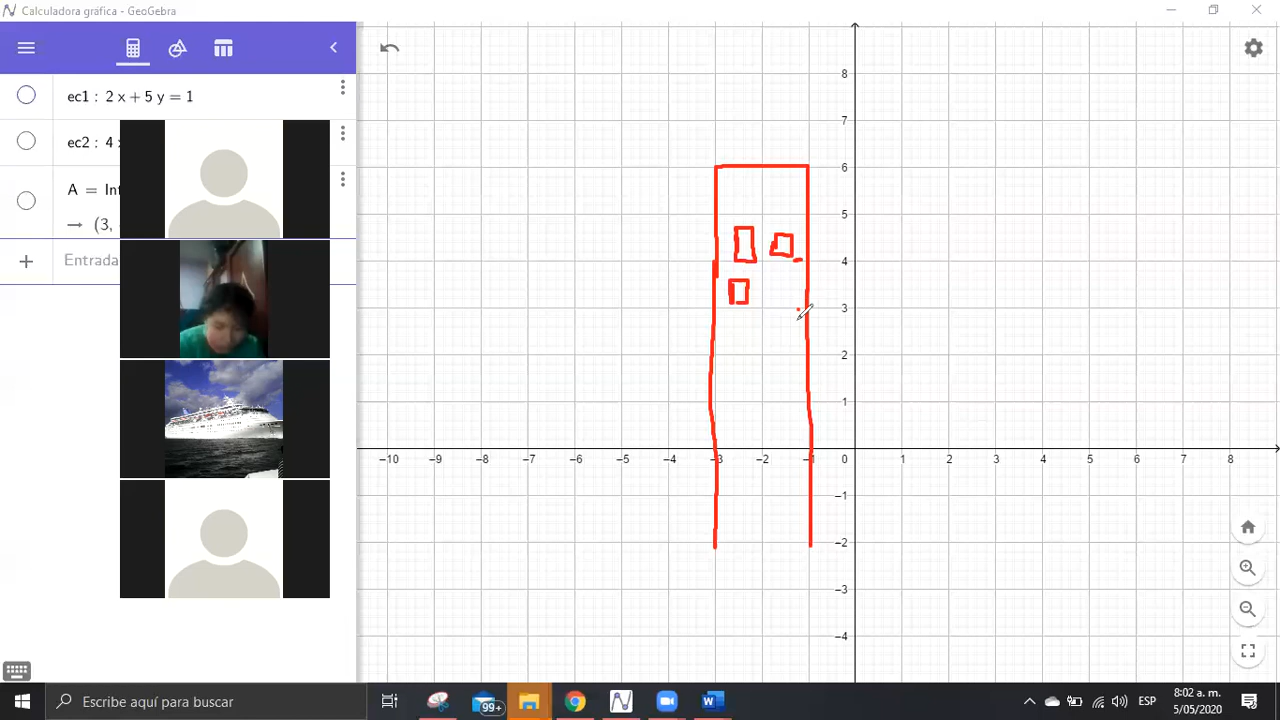 Calculadora gráfica - GeoGebra
ec1 : 2 x + 5 y = 1
ec2 : 4
A = Int
→ (3,
Entrada
8
7
6
5
4
3
2
1
−10 −9 −8 −7 −6 −5 −4 −3 −2 −1 0 1 2 3 4 5 6 7 8
−1
−2
−3
−4
Escribe aquí para buscar
99+
ESP
8:02 a. m.
5/05/2020